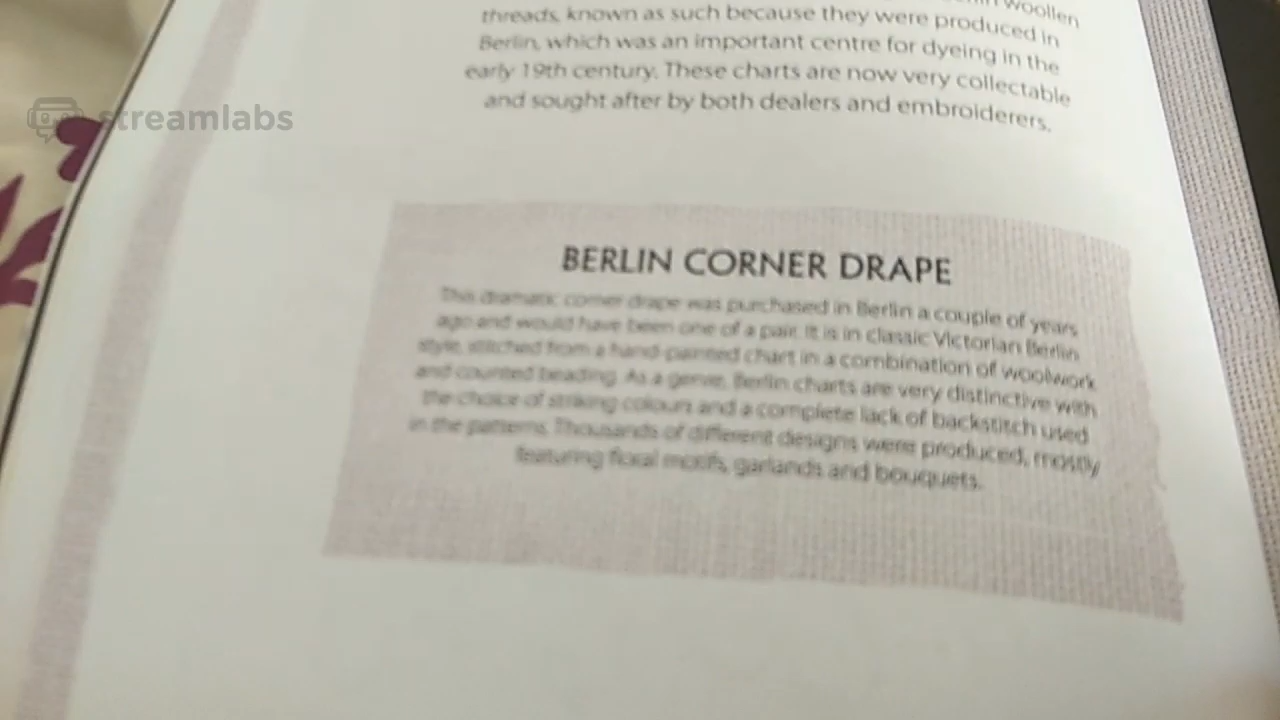 woollen
threads, known as such because they were produced in
Berlin, which was an important centre for dyeing in the
early 19th century. These charts are now very collectable
and sought after by both dealers and embroiderers.
streamlabs
BERLIN CORNER DRAPE
This dramatic corner drape was purchased in Berlin a couple of years
ago and would have been one of a pair. It is in classic Victorian Berlin
style, stitched from a hand-painted chart in a combination of woolwork
and counted beading. As a genre, Berlin charts are very distinctive with
the choice of striking colours and a complete lack of backstitch used
in the patterns. Thousands of different designs were produced, mostly
featuring floral motifs, garlands and bouquets.